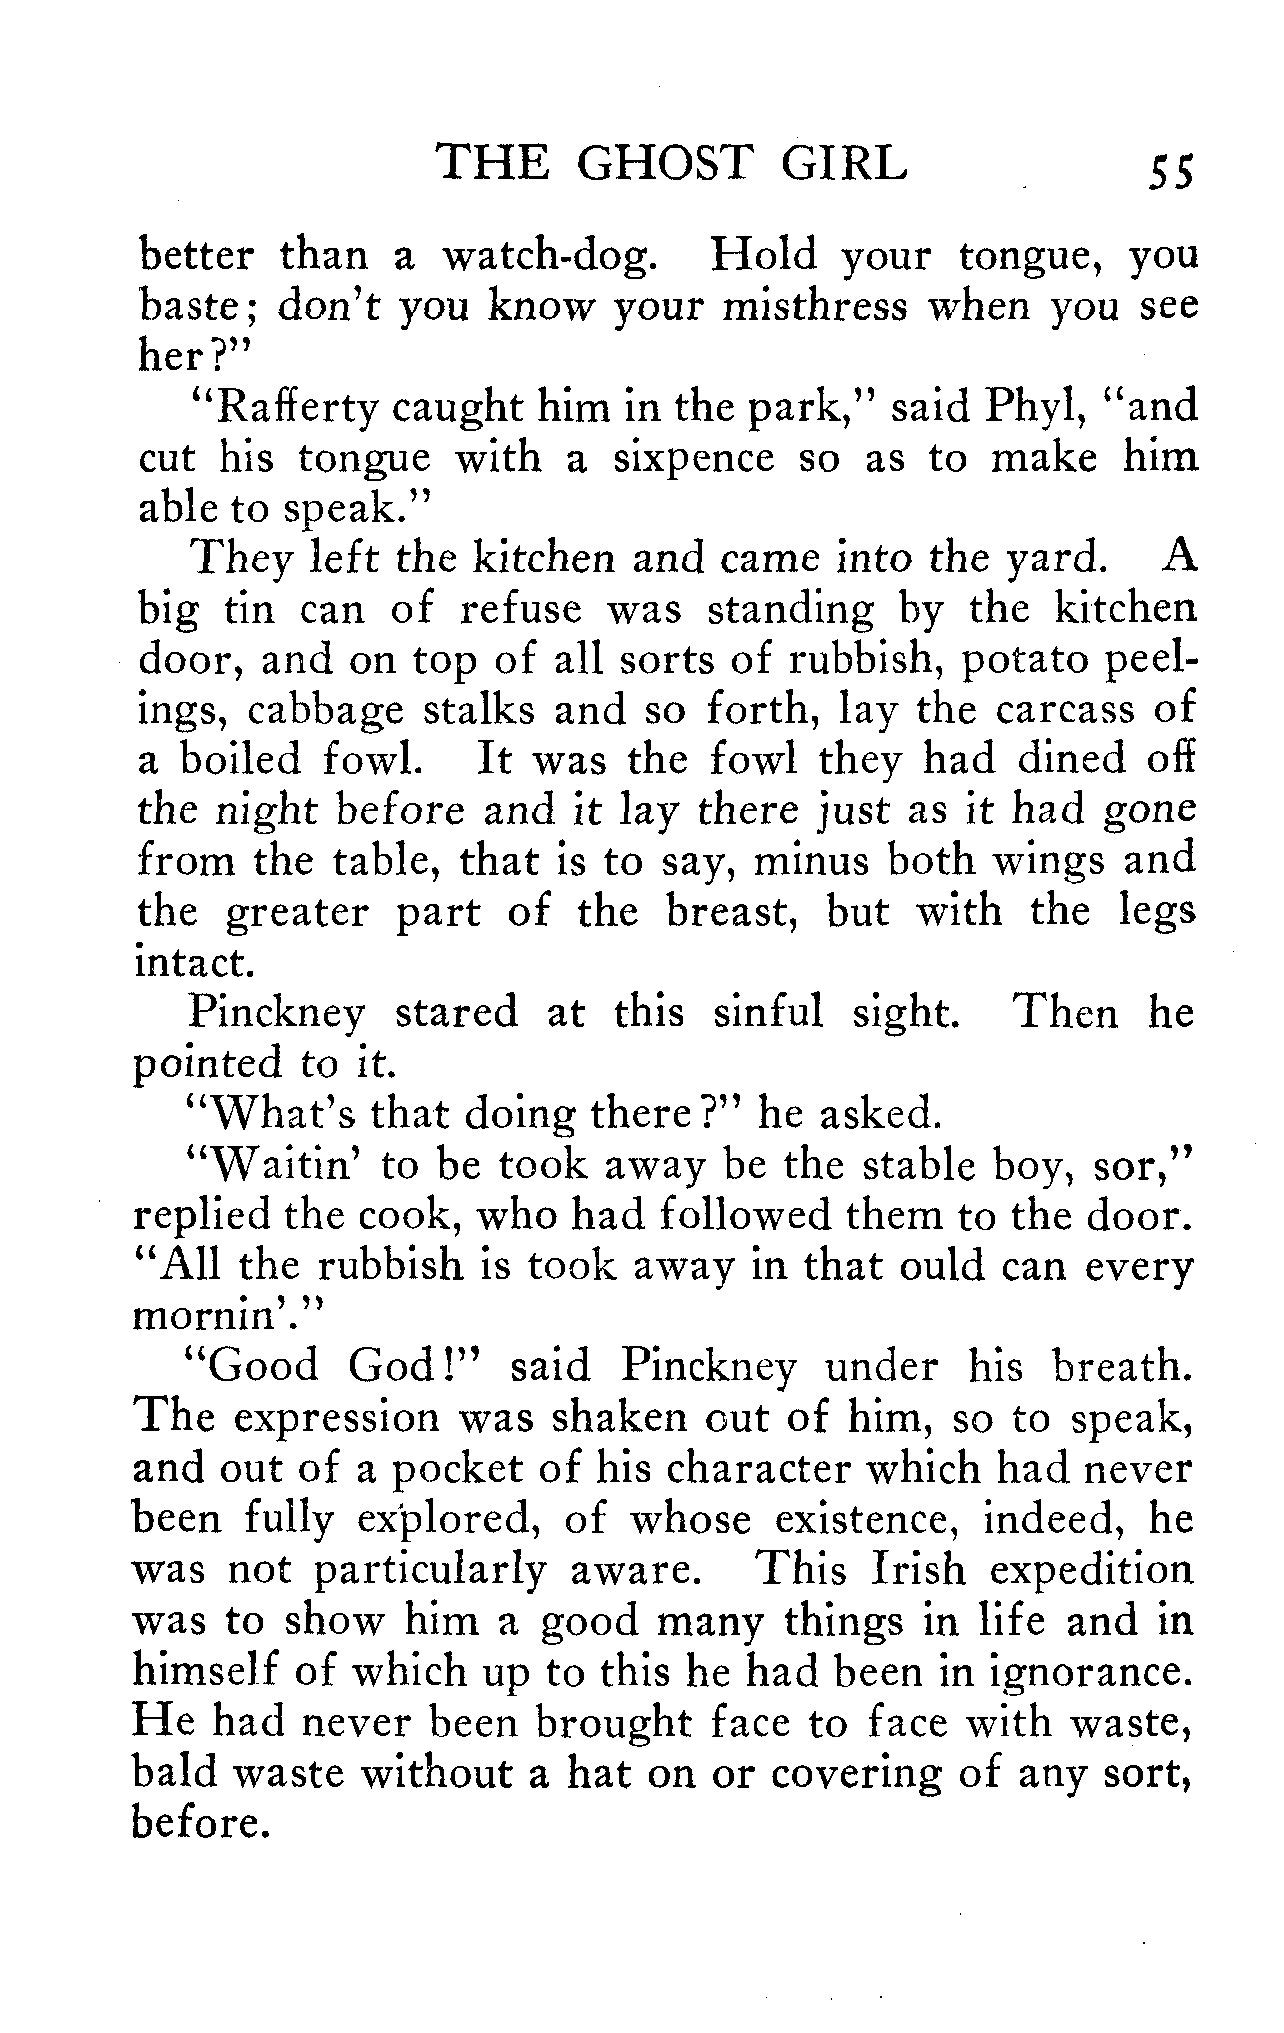 THE GHOST GIRL 55
better than a watch-dog. Hold your tongue, you
baste; don't you know your misthress when you see
her?"
"Rafferty caught him in the park," said Phyl, "and
cut his tongue with a sixpence so as to make him
able to speak."
They left the kitchen and came into the yard. A
big tin can of refuse was standing by the kitchen
door, and on top of all sorts of rubbish, potato peel-
ings, cabbage stalks and so forth, lay the carcass of
a boiled fowl. It was the fowl they had dined off
the night before and it lay there just as it had gone
from the table, that is to say, minus both wings and
the greater part of the breast, but with the legs
intact.
Pinckney stared at this sinful sight. Then he
pointed to it.
"What's that doing there?" he asked.
"Waitin' to be took away be the stable boy, sor,"
replied the cook, who had followed them to the door.
"All the rubbish is took away in that ould can every
mornin'."
"Good God!" said Pinckney under his breath.
The expression was shaken out of him, so to speak,
and out of a pocket of his character which had never
been fully explored, of whose existence, indeed, he
was not particularly aware. This Irish expedition
was to show him a good many things in life and in
himself of which up to this he had been in ignorance.
He had never been brought face to face with waste,
bald waste without a hat on or covering of any sort,
before.